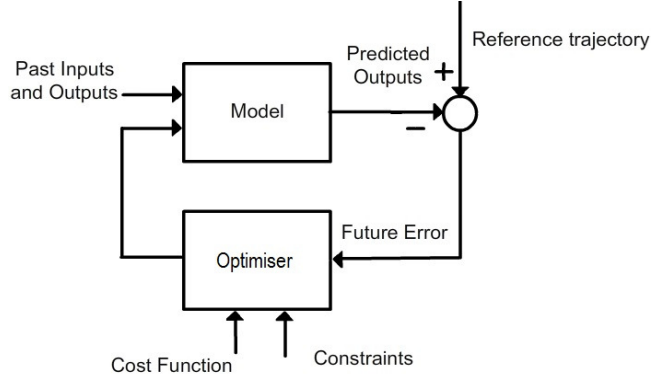 Reference trajectory
Predicted
Outputs
+
Past Inputs
and Outputs
Model
−
Future Error
Optimiser
Cost Function
Constraints